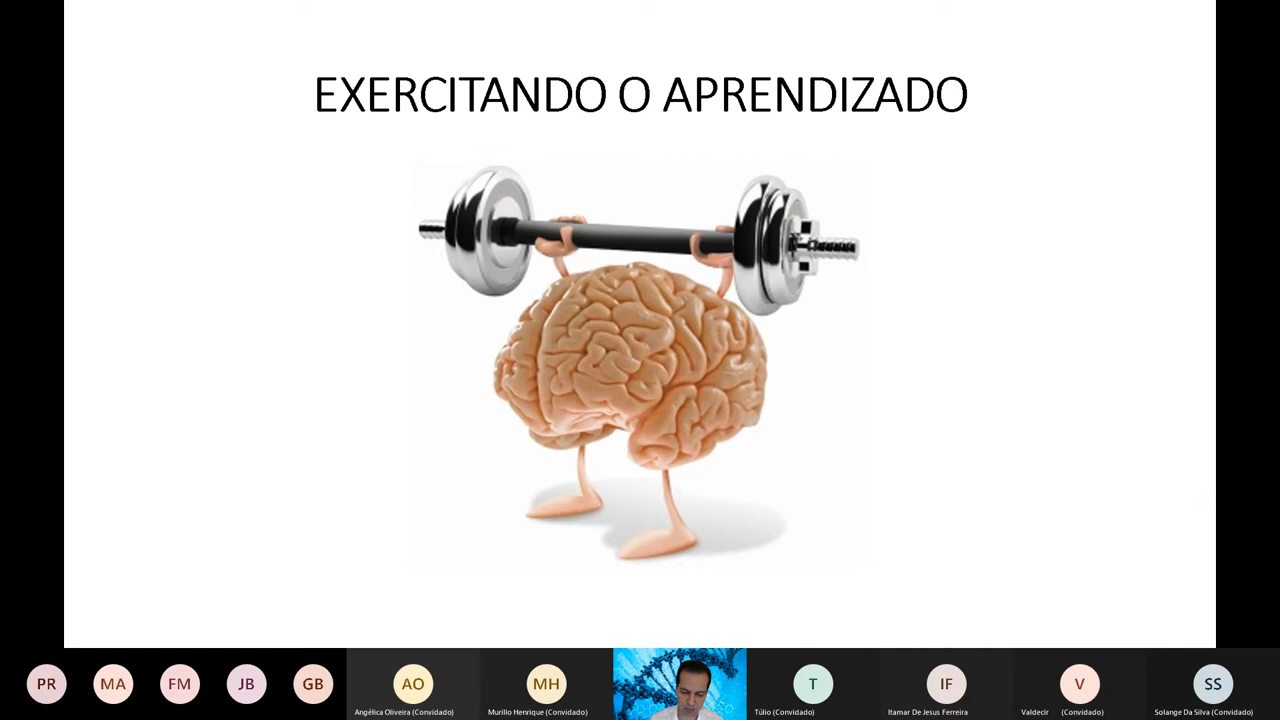 EXERCITANDO O APRENDIZADO
PR
MA
FM
JB
GB
AO
Angélica Oliveira (Convidado)
MH
Murillo Henrique (Convidado)
T
Túlio (Convidado)
IF
Itamar De Jesus Ferreira
V
Valdecir (Convidado)
SS
Solange Da Silva (Convidado)